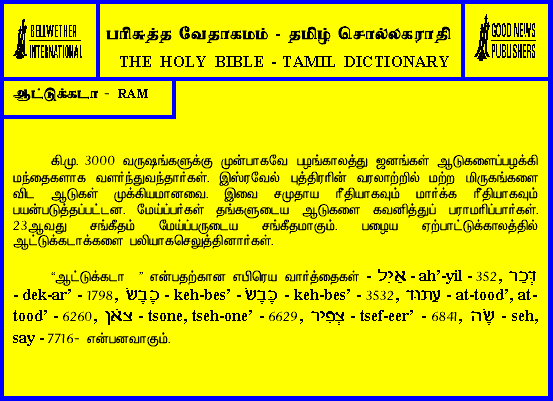 BELLWETHER
INTERNATIONAL
பரிசுத்த வேதாகமம் - தமிழ் சொல்லகராதி
THE HOLY BIBLE - TAMIL DICTIONARY
GOOD NEWS
PUBLISHERS
ஆட்டுக்கடா - RAM
கி.மு. 3000 வருஷங்களுக்கு முன்பாகவே பழங்காலத்து ஜனங்கள் ஆடுகளைப்பழக்கி
மந்தைகளாக வளர்ந்துவந்தார்கள். இஸ்ரவேல் புத்திரரின் வரலாற்றில் மற்ற மிருகங்களை
விட ஆடுகள் முக்கியமானவை. இவை சமுதாய ரீதியாகவும் மார்க்க ரீதியாகவும்
பயன்படுத்தப்பட்டன. மேய்ப்பர்கள் தங்களுடைய ஆடுகளை கவனித்துப் பராமரிப்பார்கள்.
23ஆவது சங்கீதம் மேய்ப்பருடைய சங்கீதமாகும். பழைய ஏற்பாட்டுக்காலத்தில்
ஆட்டுக்கடாக்களை பலியாகசெலுத்தினார்கள்.
“ஆட்டுக்கடா ” என்பதற்கான எபிரெய வார்த்தைகள் - אַיִל - ah’-yil - 352, דְּכַר
- dek-ar’ - 1798, כֶּבֶשׂ - keh-bes’ - כֶּבֶשׂ - keh-bes’ - 3532, עַתּוּד - at-tood’, at-
tood’ - 6260, צֹאן - tsone, tseh-one’ - 6629, צְפִיר - tsef-eer’ - 6841, שֶׂה - seh,
say - 7716- என்பனவாகும்.